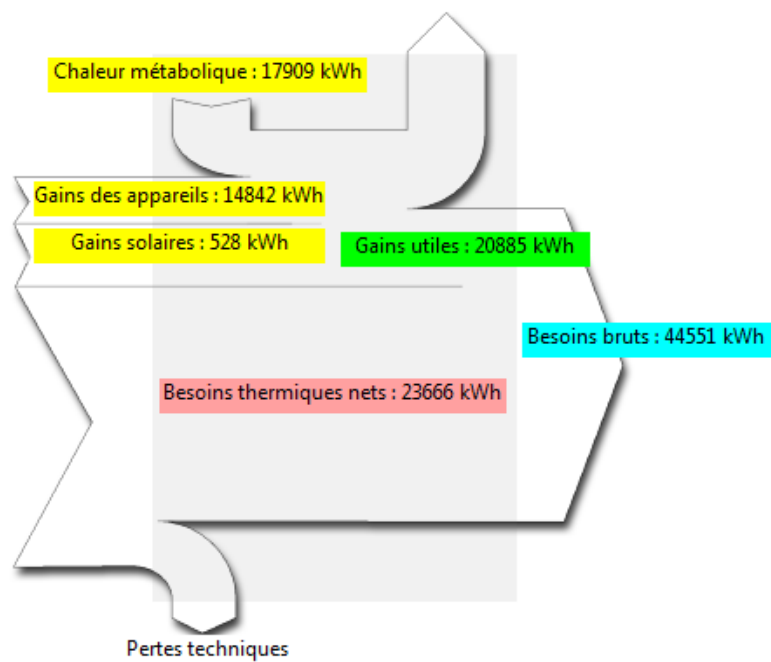 Chaleur métabolique : 17909 kWh
Gains des appareils : 14842 kWh
Gains solaires : 528 kWh
Gains utiles : 20885 kWh
Besoins bruts : 44551 kWh
Besoins thermiques nets : 23666 kWh
Pertes techniques